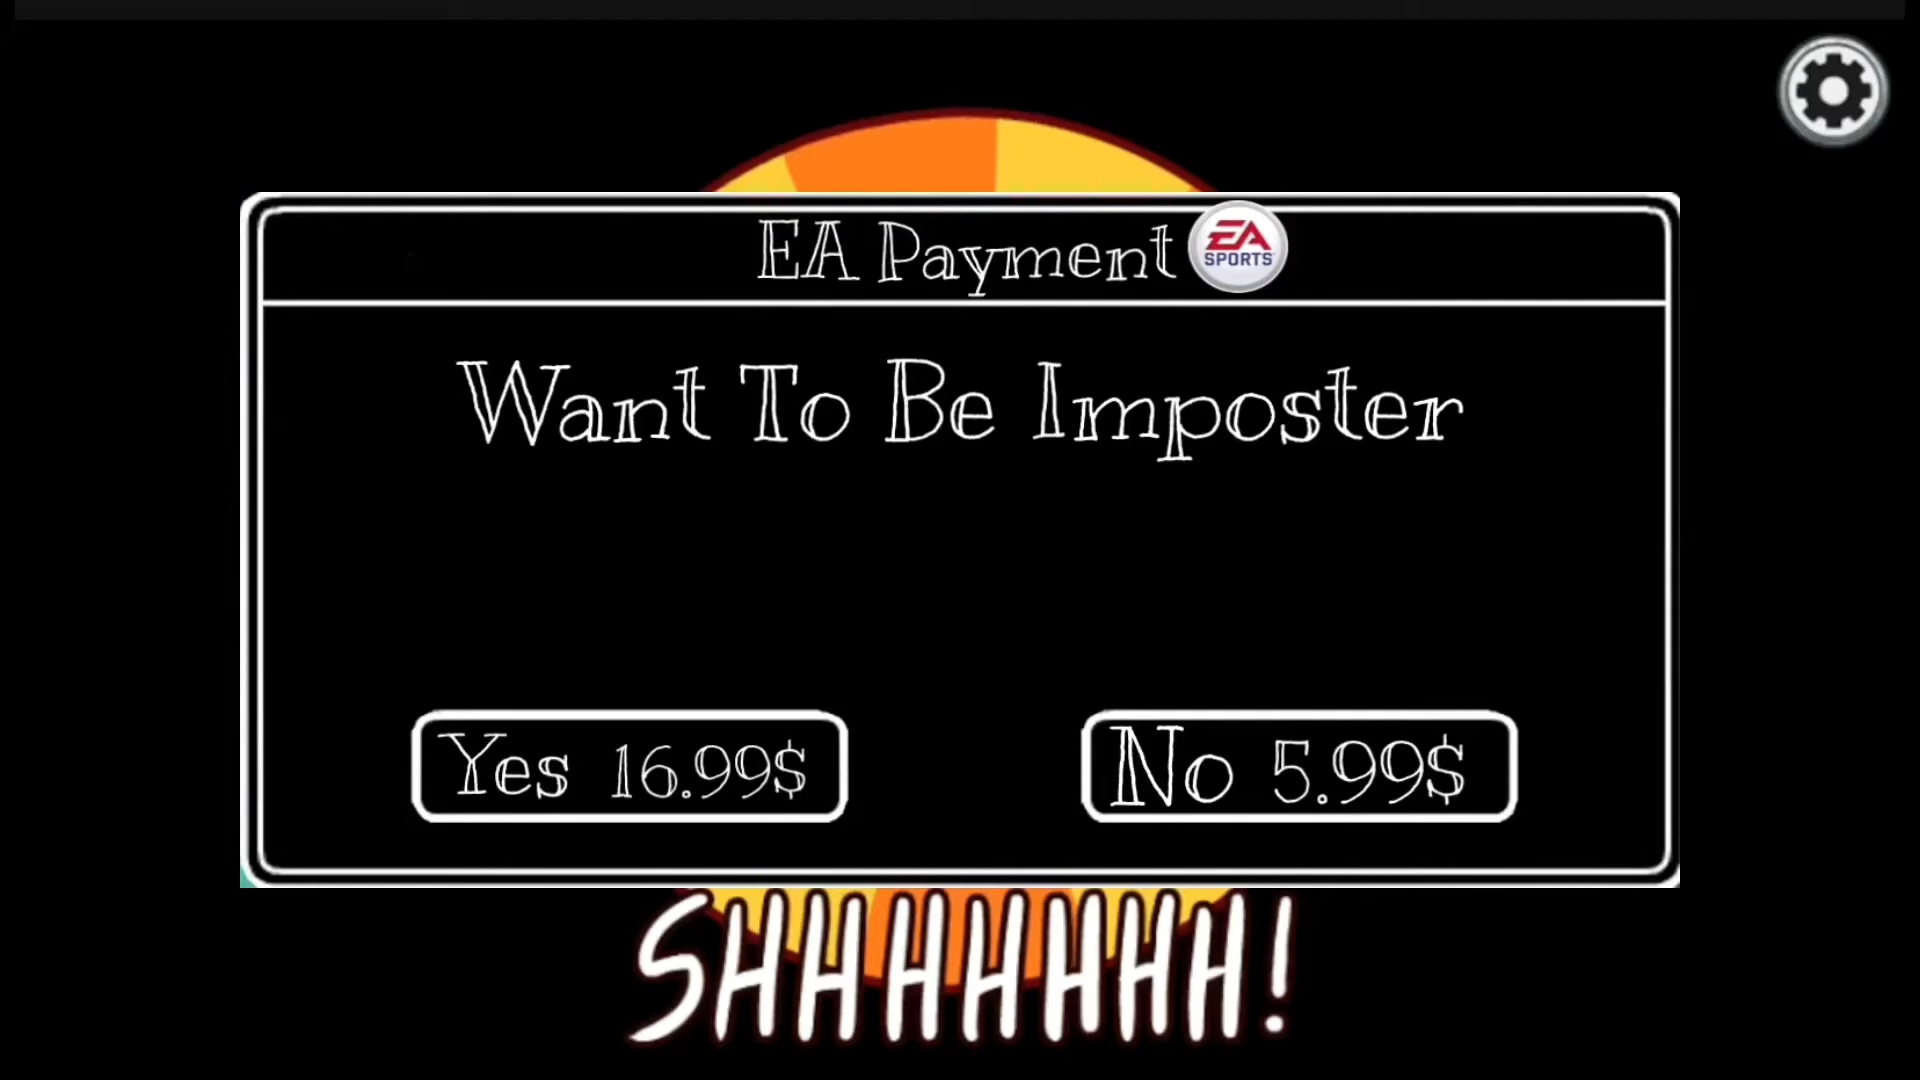 EA Payment
EA
SPORTS
Want To Be Imposter
Yes 16.99$
No 5.99$
SHHHHHHH!